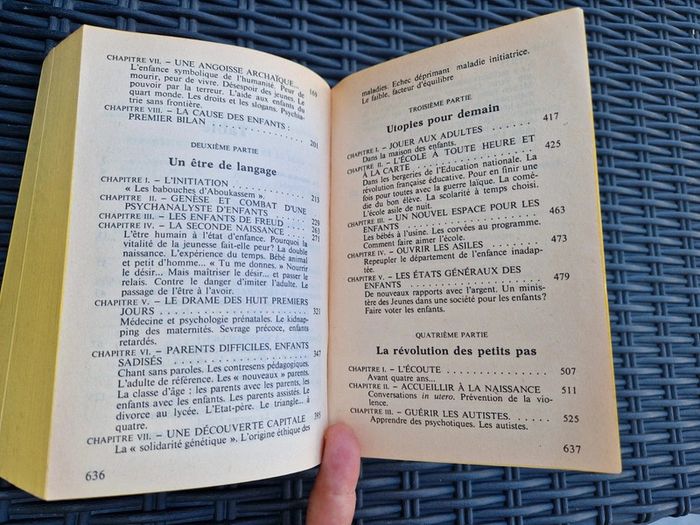 CHAPITRE VII. – UNE ANGOISSE ARCHAÏQUE... 169
L'enfance symbolique de l'humanité. Peur de
mourir, peur de vivre. Désespoir des jeunes. Le
pouvoir par la terreur. L'aide aux enfants du
quart monde. Les droits et les slogans. Psychia-
trie sans frontière.
CHAPITRE VIII. – LA CAUSE DES ENFANTS :
PREMIER BILAN 201
DEUXIÈME PARTIE
Un être de langage
CHAPITRE I. – L'INITIATION 213
« Les babouches d'Aboukassem ».
CHAPITRE II. – GENÈSE ET COMBAT D'UNE
PSYCHANALYSTE D'ENFANTS 229
CHAPITRE III. – LES ENFANTS DE FREUD 263
CHAPITRE IV. – LA SECONDE NAISSANCE 271
L'être humain à l'état d'enfance. Pourquoi la
vitalité de la jeunesse fait-elle peur? La double
naissance. L'expérience du temps. Bébé animal
et petit d'homme... « Tu me donnes. » Nourrir
le désir... Mais maîtriser le désir... et passer le
relais. Contre le danger d'imiter l'adulte. Le
passage de l'être à l'avoir.
CHAPITRE V. – LE DRAME DES HUIT PREMIERS
JOURS 321
Médecine et psychologie prénatales. Le kidnap-
ping des maternités. Sevrage précoce, enfants
retardés.
CHAPITRE VI. – PARENTS DIFFICILES, ENFANTS
SADISÉS 347
Chant sans paroles. Les contresens pédagogiques.
L'adulte de référence. Les « nouveaux » parents.
La classe d'âge : les parents avec les parents, les
enfants avec les enfants. Les parents assistés. Le
divorce au lycée. L'Etat-père. Le triangle... à
quatre.
CHAPITRE VII. – UNE DÉCOUVERTE CAPITALE 395
La « solidarité génétique ». L'origine éthique des
636
maladies. Echec déprimant maladie initiatrice.
Le faible, facteur d'équilibre
TROISIÈME PARTIE
Utopies pour demain
CHAPITRE I. – JOUER AUX ADULTES 417
Dans la maison des enfants.
CHAPITRE II. – L'ÉCOLE À TOUTE HEURE ET
À LA CARTE 425
Dans les bergeries de l'Education nationale. La
révolution française éducative. Pour en finir une
fois pour toutes avec la guerre laïque. La comé-
die du bon élève. La scolarité à temps choisi.
L'école asile de nuit.
CHAPITRE III. – UN NOUVEL ESPACE POUR LES
ENFANTS 463
Les bébés à l'usine. Les corvées au programme.
Comment faire aimer l'école.
CHAPITRE IV. – OUVRIR LES ASILES 473
Repeupler le département de l'enfance inadap-
tée.
CHAPITRE V. – LES ÉTATS GÉNÉRAUX DES
ENFANTS 479
De nouveaux rapports avec l'argent. Un minis-
tère des Jeunes dans une société pour les enfants?
Faire voter les enfants.
QUATRIÈME PARTIE
La révolution des petits pas
CHAPITRE I. – L'ÉCOUTE 507
Avant quatre ans...
CHAPITRE II. – ACCUEILLIR À LA NAISSANCE 511
Conversations in utero. Prévention de la vio-
lence.
CHAPITRE III. – GUÉRIR LES AUTISTES. 525
Apprendre des psychotiques. Les autistes.
637